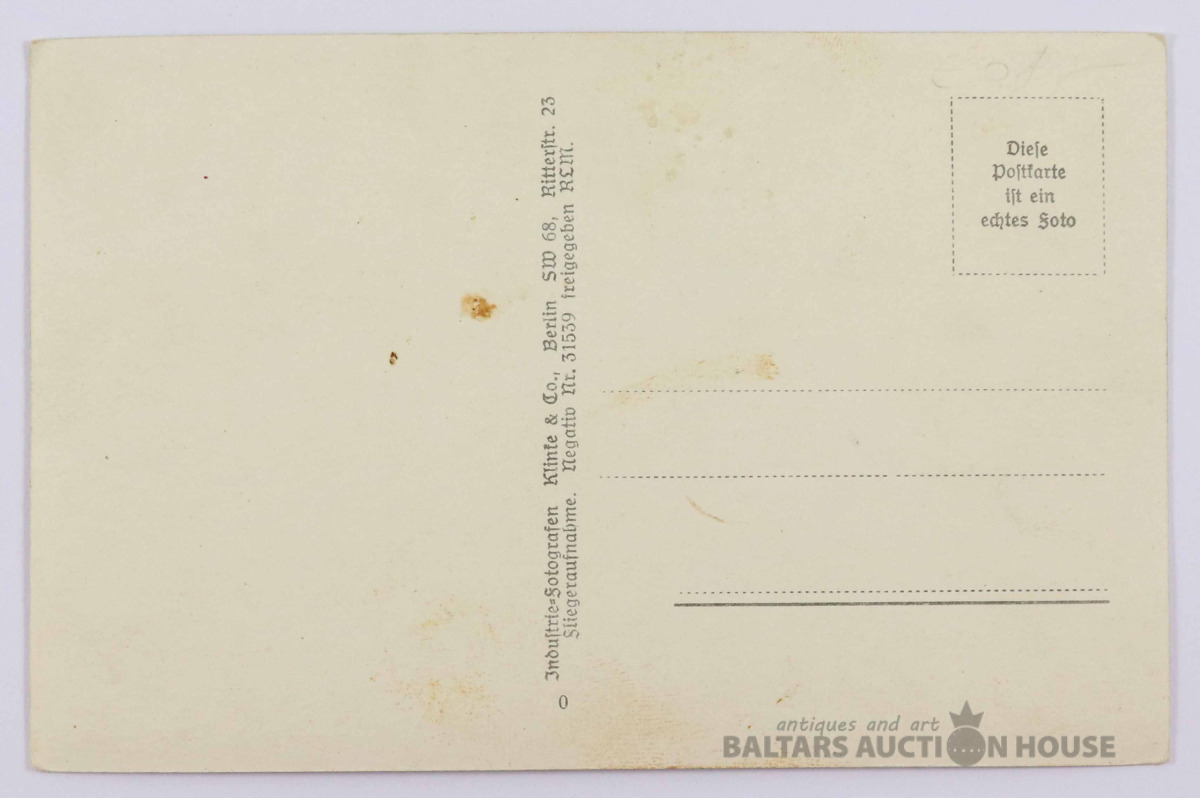 Industrie-Fotografen Klinke & Co., Berlin SW 68, Ritterstr. 23
Fliegeraufnahme. Negativ Nr. 31539 freigegeben RLM.
0
Diese
Postkarte
ist ein
echtes Foto
antiques and art
BALTARS AUCTION HOUSE